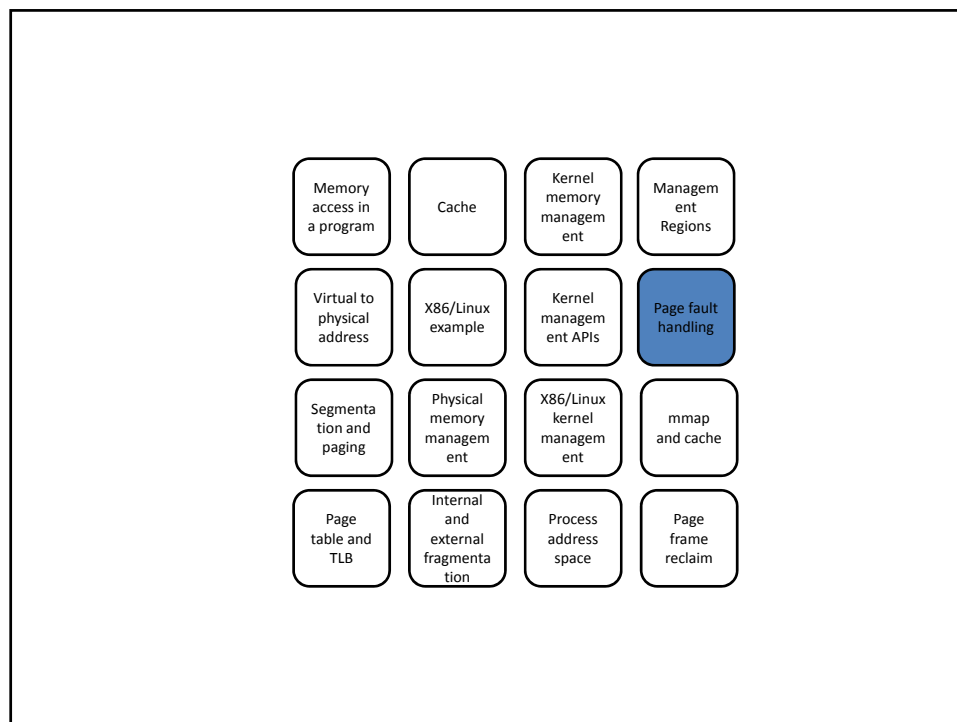 Memory
access in
a program
Cache
Kernel
memory
managem
ent
Managem
ent
Regions
Virtual to
physical
address
X86/Linux
example
Kernel
managem
ent APIs
Page fault
handling
Segmenta
tion and
paging
Physical
memory
managem
ent
X86/Linux
kernel
managem
ent
mmap
and cache
Page
table and
TLB
Internal
and
external
fragmenta
tion
Process
address
space
Page
frame
reclaim